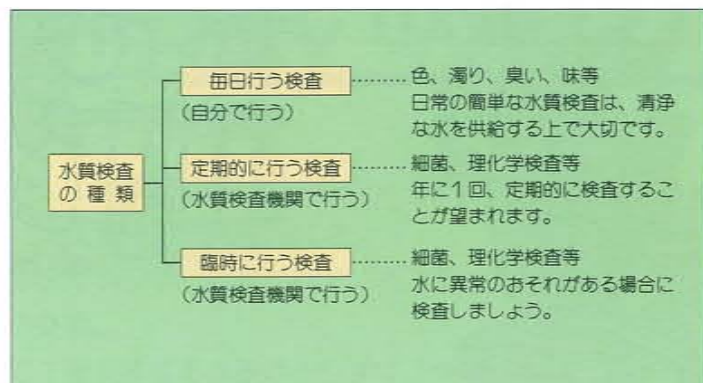 水質検査
の種類
毎日行う検査
(自分で行う)
色、濁り、臭い、味等
日常の簡単な水質検査は、清浄
な水を供給する上で大切です。
定期的に行う検査
(水質検査機関で行う)
細菌、理化学検査等
年に1回、定期的に検査するこ
とが望まれます。
臨時に行う検査
(水質検査機関で行う)
細菌、理化学検査等
水に異常のおそれがある場合に
検査しましょう。